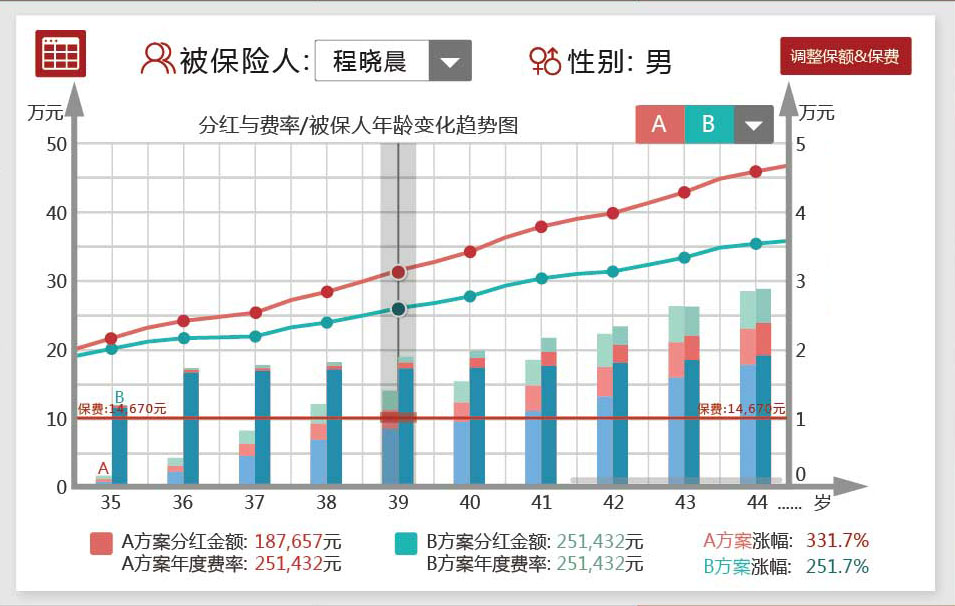 被保险人: 程晓晨 性别: 男 调整保额&保费
万元 分红与费率/被保人年龄变化趋势图 A B 万元
50 5
40 4
30 3
20 2
B
保费:14,670元 保费:14,670元
10 1
A
0 0
35 36 37 38 39 40 41 42 43 44 ...... 岁
A方案分红金额: 187,657元 B方案分红金额: 251,432元 A方案涨幅: 331.7%
A方案年度费率: 251,432元 B方案年度费率: 251,432元 B方案涨幅: 251.7%